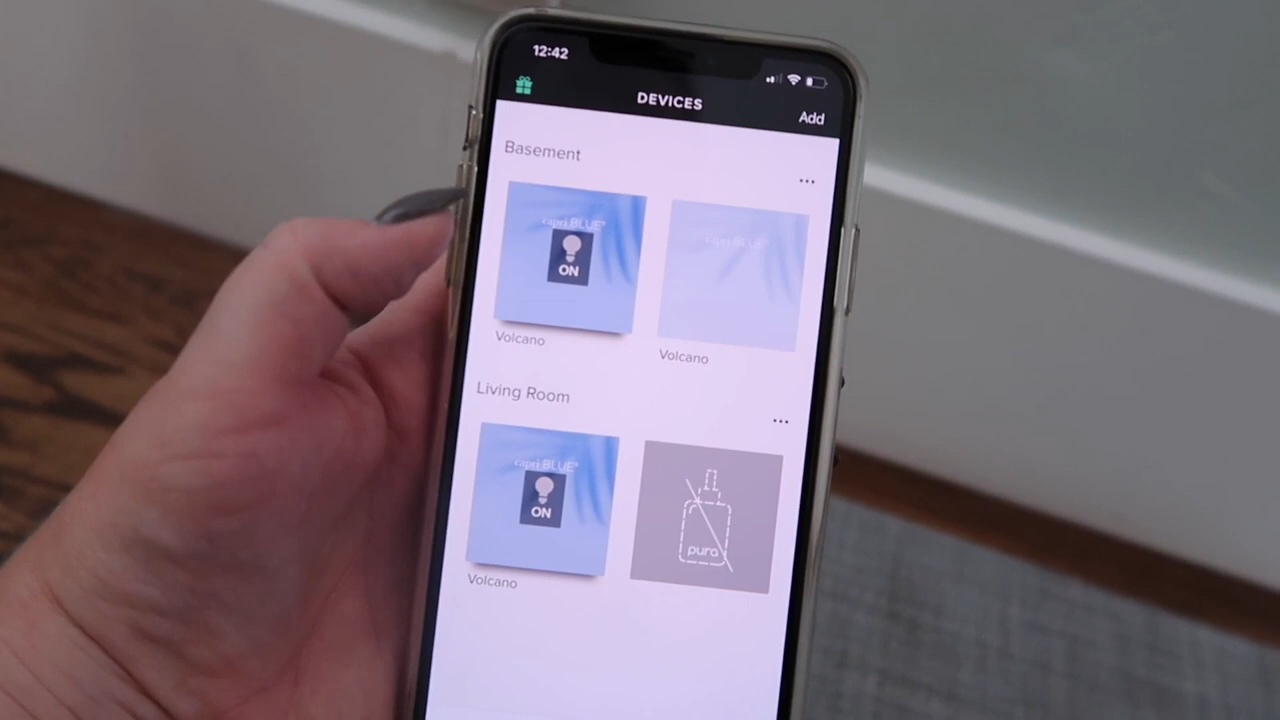 12:42
DEVICES
Add
Basement
capri BLUE®
ON
capri BLUE®
Volcano
Volcano
Living Room
capri BLUE®
ON
pura
Volcano